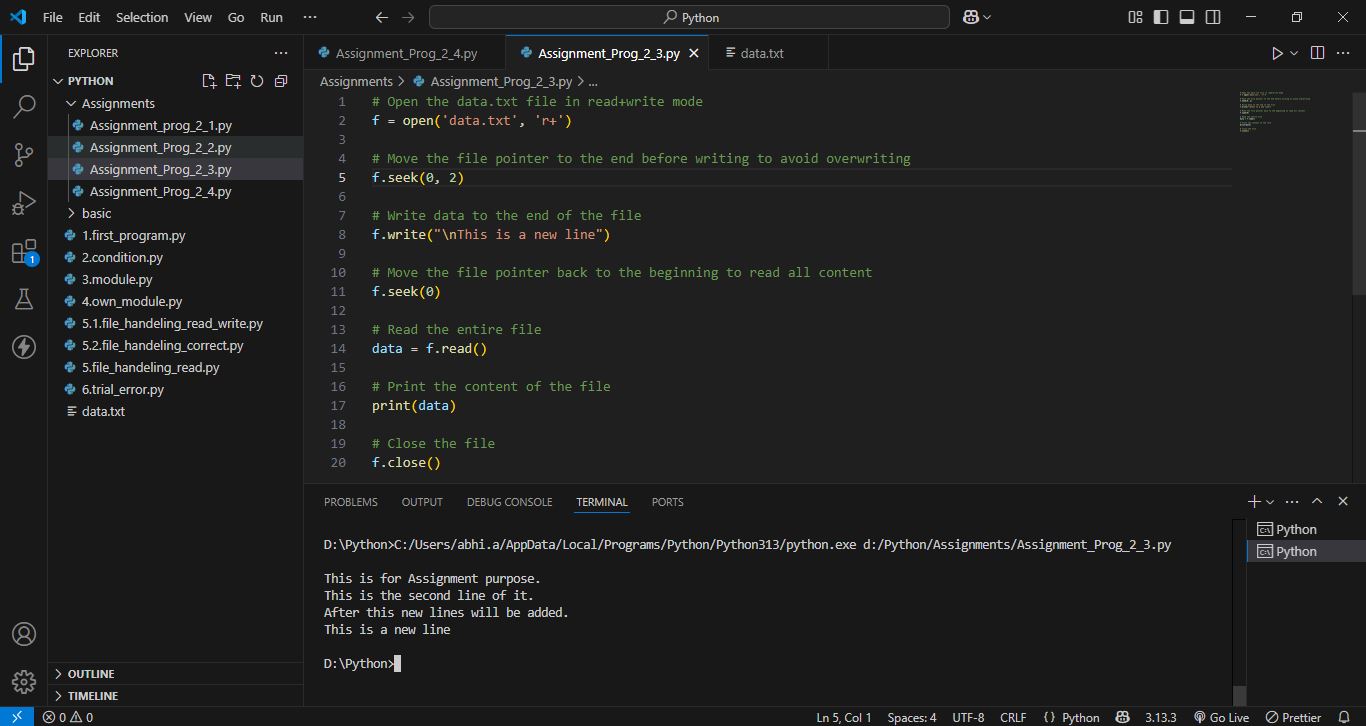 File Edit Selection View Go Run ··· Python
EXPLORER ···
PYTHON
Assignments
Assignment_prog_2_1.py
Assignment_Prog_2_2.py
Assignment_Prog_2_3.py
Assignment_Prog_2_4.py
basic
1.first_program.py
2.condition.py
3.module.py
4.own_module.py
5.1.file_handeling_read_write.py
5.2.file_handeling_correct.py
5.file_handeling_read.py
6.trial_error.py
data.txt
1
OUTLINE
TIMELINE
Assignment_Prog_2_4.py Assignment_Prog_2_3.py data.txt
Assignments > Assignment_Prog_2_3.py > ...
1 # Open the data.txt file in read+write mode
2 f = open('data.txt', 'r+')
3
4 # Move the file pointer to the end before writing to avoid overwriting
5 f.seek(0, 2)
6
7 # Write data to the end of the file
8 f.write("\nThis is a new line")
9
10 # Move the file pointer back to the beginning to read all content
11 f.seek(0)
12
13 # Read the entire file
14 data = f.read()
15
16 # Print the content of the file
17 print(data)
18
19 # Close the file
20 f.close()
PROBLEMS OUTPUT DEBUG CONSOLE TERMINAL PORTS
D:\Python>C:/Users/abhi.a/AppData/Local/Programs/Python/Python313/python.exe d:/Python/Assignments/Assignment_Prog_2_3.py
This is for Assignment purpose.
This is the second line of it.
After this new lines will be added.
This is a new line
D:\Python>
Python
Python
0 0 Ln 5, Col 1 Spaces: 4 UTF-8 CRLF {} Python 3.13.3 Go Live Prettier